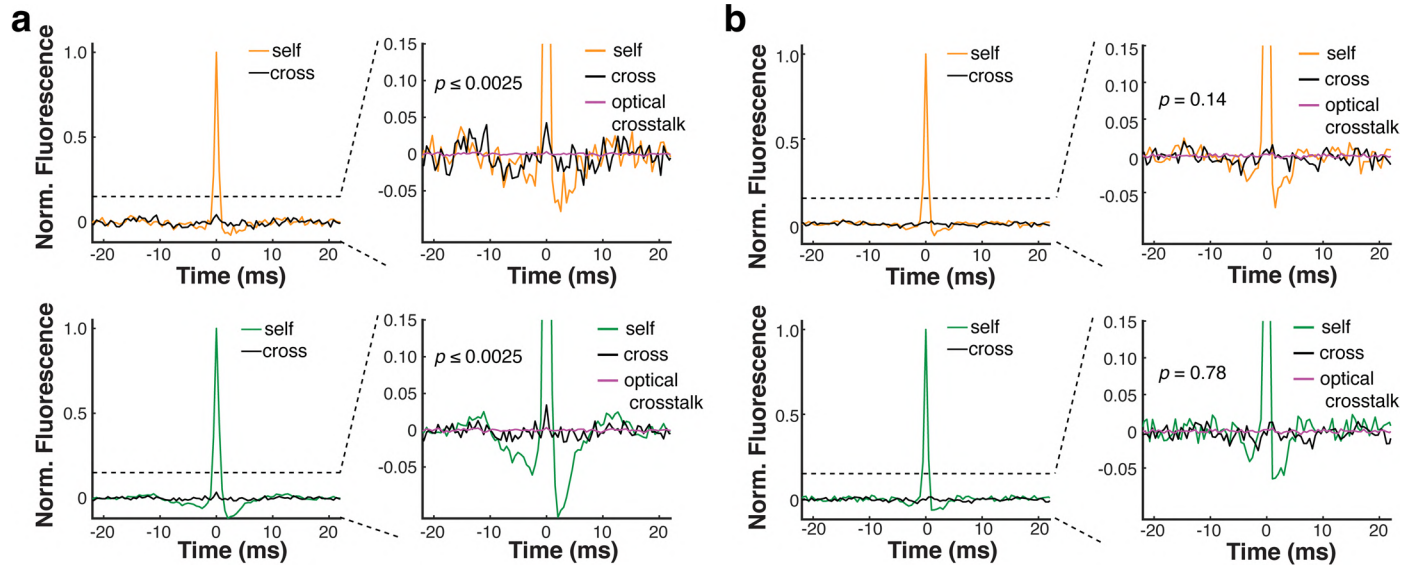 a
Norm. Fluorescence
1.0
0.5
0
self
cross
-20
-10
0
10
20
Time (ms)
0.15
0.10
0.05
0
-0.05
p ≤ 0.0025
self
cross
optical
crosstalk
-20
-10
0
10
20
Time (ms)
Norm. Fluorescence
1.0
0.5
0
self
cross
-20
-10
0
10
20
Time (ms)
0.15
0.10
0.05
0
-0.05
p ≤ 0.0025
self
cross
optical
crosstalk
-20
-10
0
10
20
Time (ms)
b
Norm. Fluorescence
1.0
0.5
0
self
cross
-20
-10
0
10
20
Time (ms)
0.15
0.10
0.05
0
-0.05
p = 0.14
self
cross
optical
crosstalk
-20
-10
0
10
20
Time (ms)
Norm. Fluorescence
1.0
0.5
0
self
cross
-20
-10
0
10
20
Time (ms)
0.15
0.10
0.05
0
-0.05
p = 0.78
self
cross
optical
crosstalk
-20
-10
0
10
20
Time (ms)